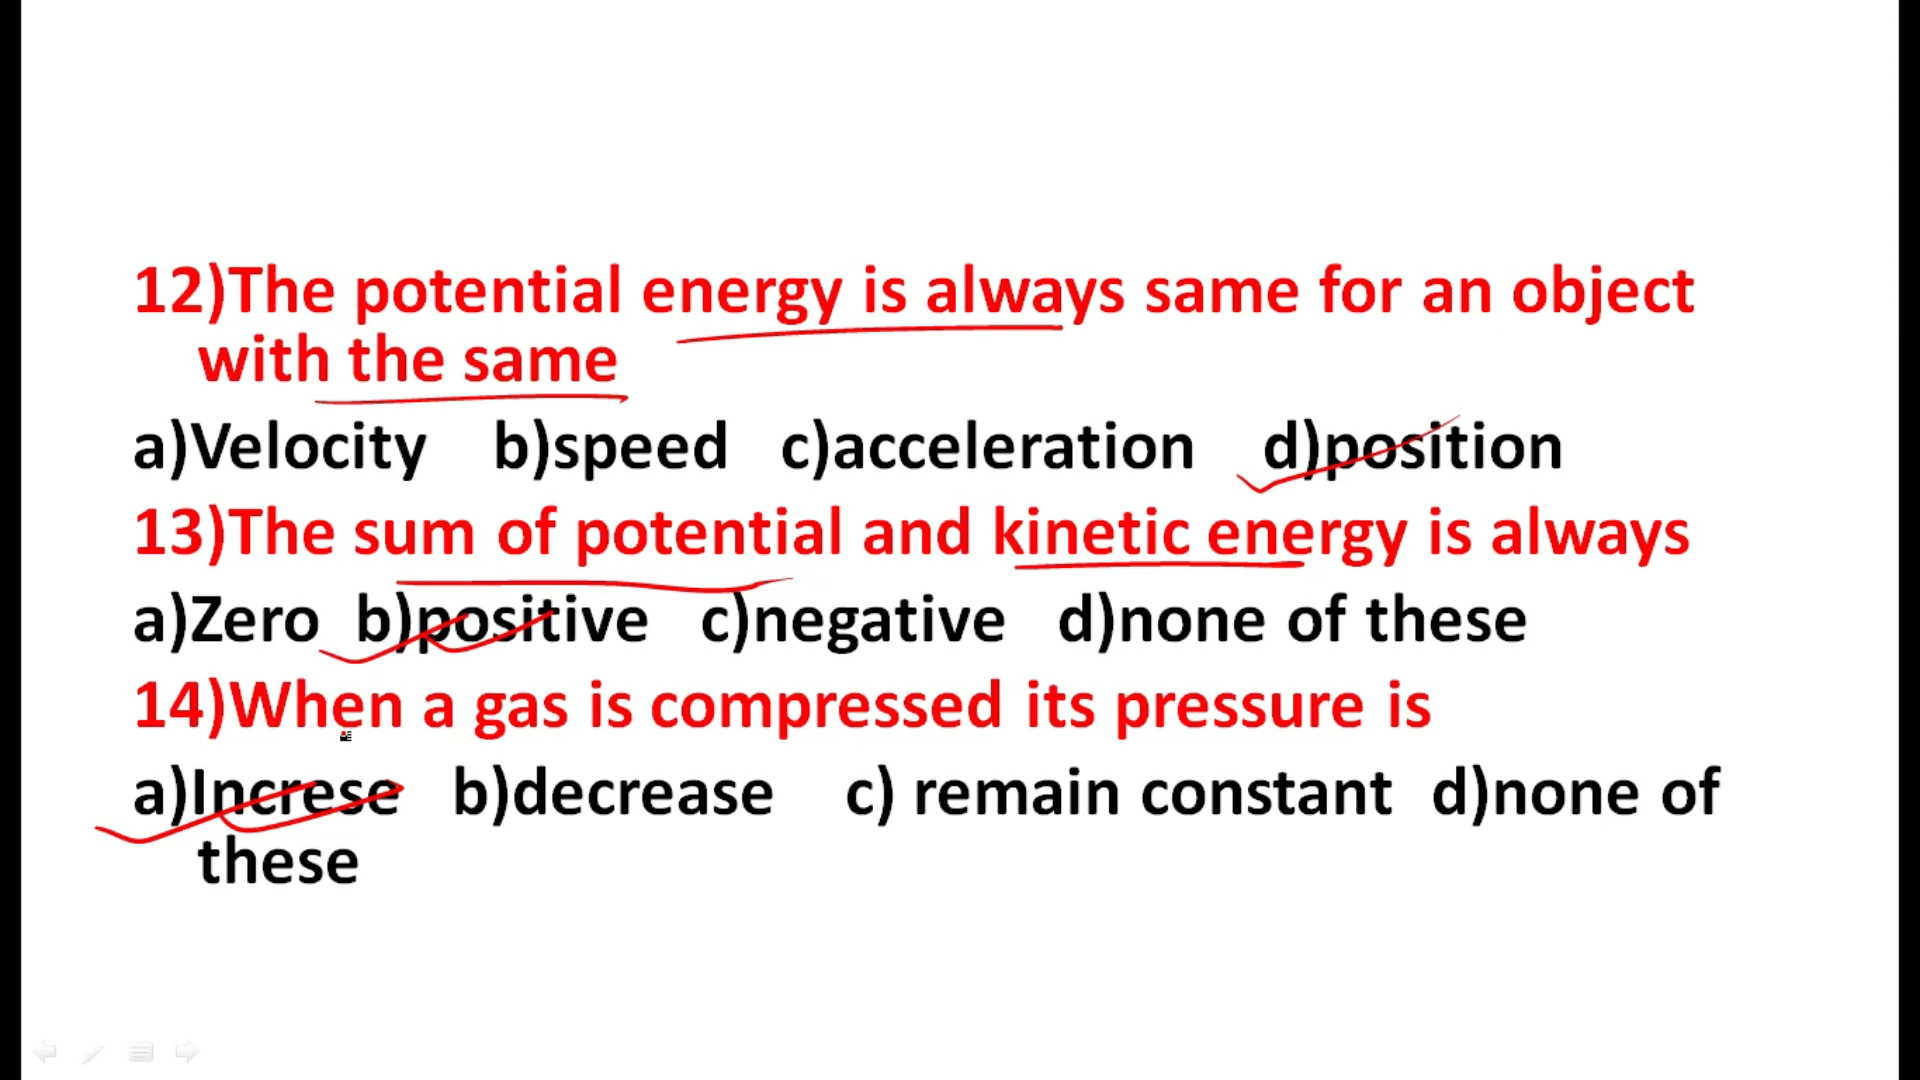 12)The potential energy is always same for an object
with the same
a)Velocity b)speed c)acceleration d)position
13)The sum of potential and kinetic energy is always
a)Zero b)positive c)negative d)none of these
14)When a gas is compressed its pressure is
a)Increse b)decrease c) remain constant d)none of
these